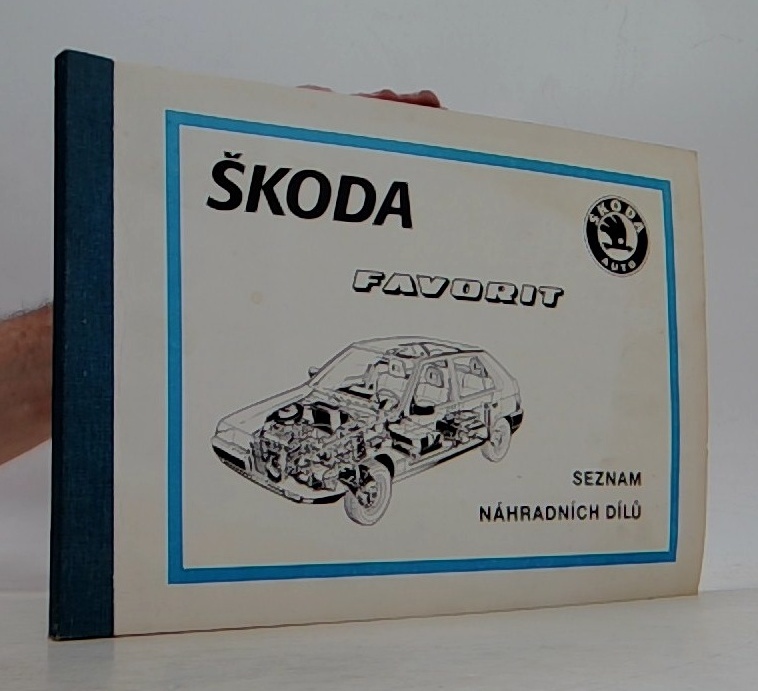 ŠKODA
ŠKODA
AUTO
FAVORIT
SEZNAM
NÁHRADNÍCH DÍLŮ